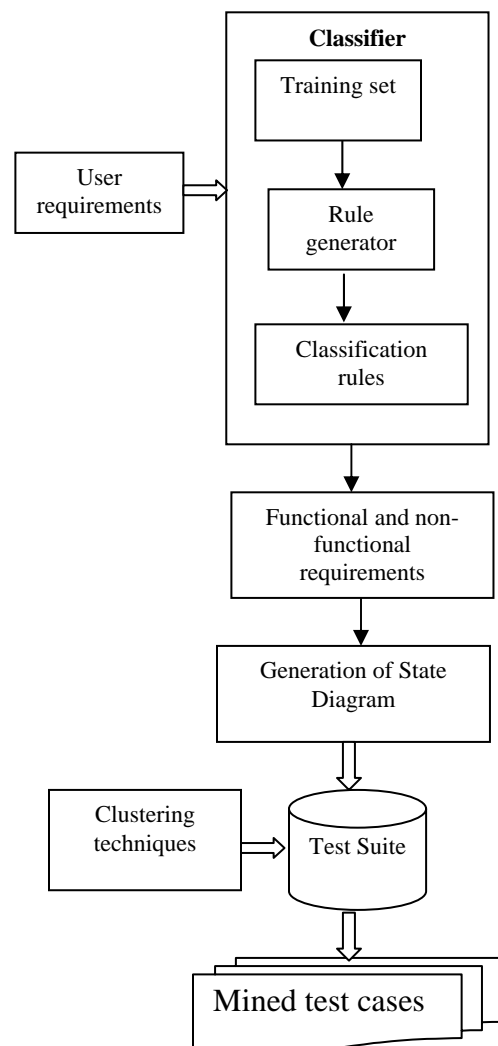 Classifier
Training set
User
requirements
Rule
generator
Classification
rules
Functional and non-
functional
requirements
Generation of State
Diagram
Clustering
techniques
Test Suite
Mined test cases